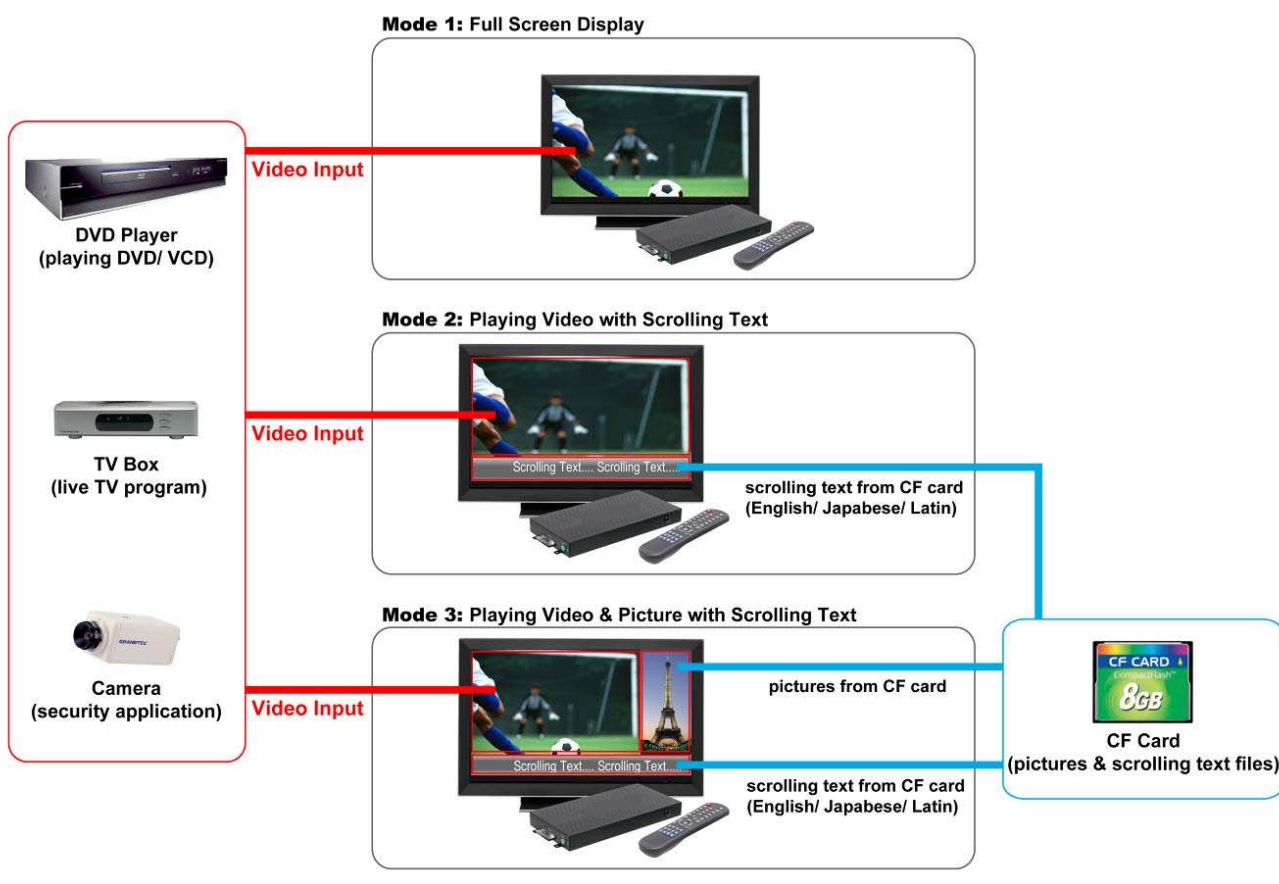 Mode 1: Full Screen Display
Video Input
DVD Player
(playing DVD/ VCD)
Mode 2: Playing Video with Scrolling Text
Video Input
Scrolling Text.... Scrolling Text.....
TV Box
(live TV program)
scrolling text from CF card
(English/ Japabese/ Latin)
Mode 3: Playing Video & Picture with Scrolling Text
GRANDTEC
Camera
(security application)
Video Input
pictures from CF card
Scrolling Text.... Scrolling Text.....
scrolling text from CF card
(English/ Japabese/ Latin)
CF CARD
CompactFlash™
8GB
CF Card
(pictures & scrolling text files)